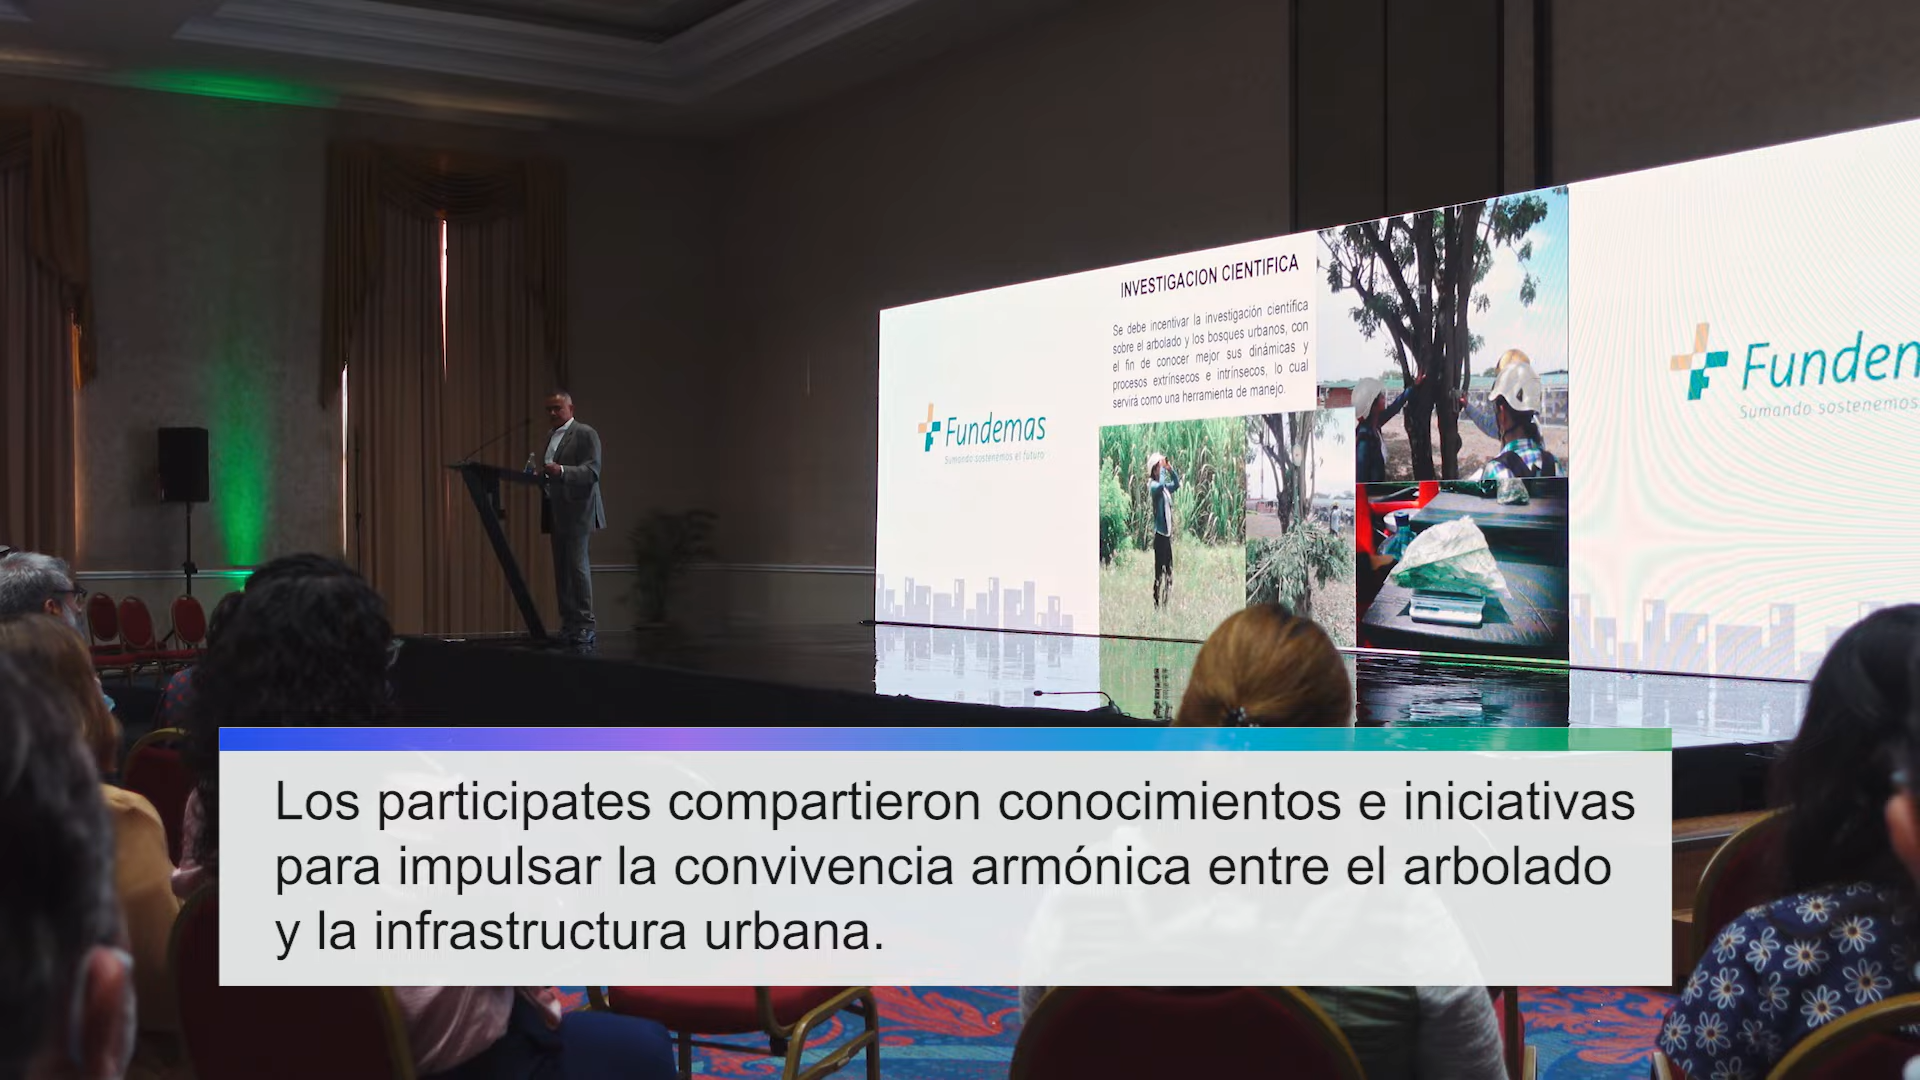 INVESTIGACION CIENTIFICA
Se debe incentivar la investigación científica
sobre el arbolado y los bosques urbanos, con
el fin de conocer mejor sus dinámicas y
procesos extrínsecos e intrínsecos, lo cual
servirá como una herramienta de manejo.
Fundemas
Sumando sostenemos el futuro
Fundem
Sumando sostenemos
Los participates compartieron conocimientos e iniciativas
para impulsar la convivencia armónica entre el arbolado
y la infrastructura urbana.